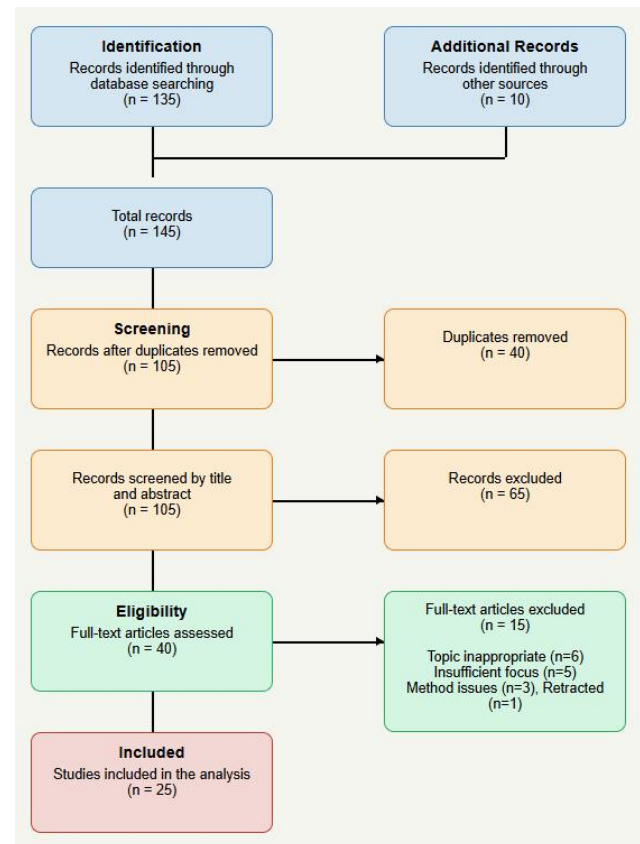 Identification
Records identified through
database searching
(n = 135)
Additional Records
Records identified through
other sources
(n = 10)
Total records
(n = 145)
Screening
Records after duplicates removed
(n = 105)
Duplicates removed
(n = 40)
Records screened by title
and abstract
(n = 105)
Records excluded
(n = 65)
Eligibility
Full-text articles assessed
(n = 40)
Full-text articles excluded
(n = 15)
Topic inappropriate (n=6)
Insufficient focus (n=5)
Method issues (n=3), Retracted
(n=1)
Included
Studies included in the analysis
(n = 25)